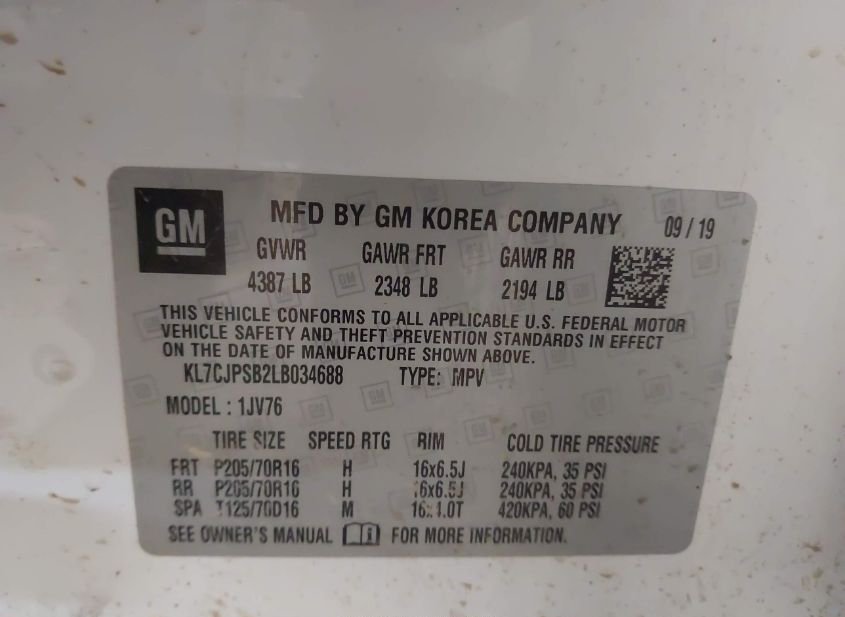 GM
MFD BY GM KOREA COMPANY 09 / 19
GVWR GAWR FRT GAWR RR
4387 LB 2348 LB 2194 LB
THIS VEHICLE CONFORMS TO ALL APPLICABLE U.S. FEDERAL MOTOR
VEHICLE SAFETY AND THEFT PREVENTION STANDARDS IN EFFECT
ON THE DATE OF MANUFACTURE SHOWN ABOVE.
KL7CJPSB2LB034688 TYPE: MPV
MODEL : 1JV76
TIRE SIZE SPEED RTG RIM COLD TIRE PRESSURE
FRT P205/70R16 H 16x6.5J 240KPA, 35 PSI
RR P205/70R16 H 16x6.5J 240KPA, 35 PSI
SPA T125/70D16 M 16x4.0T 420KPA, 60 PSI
SEE OWNER'S MANUAL FOR MORE INFORMATION.